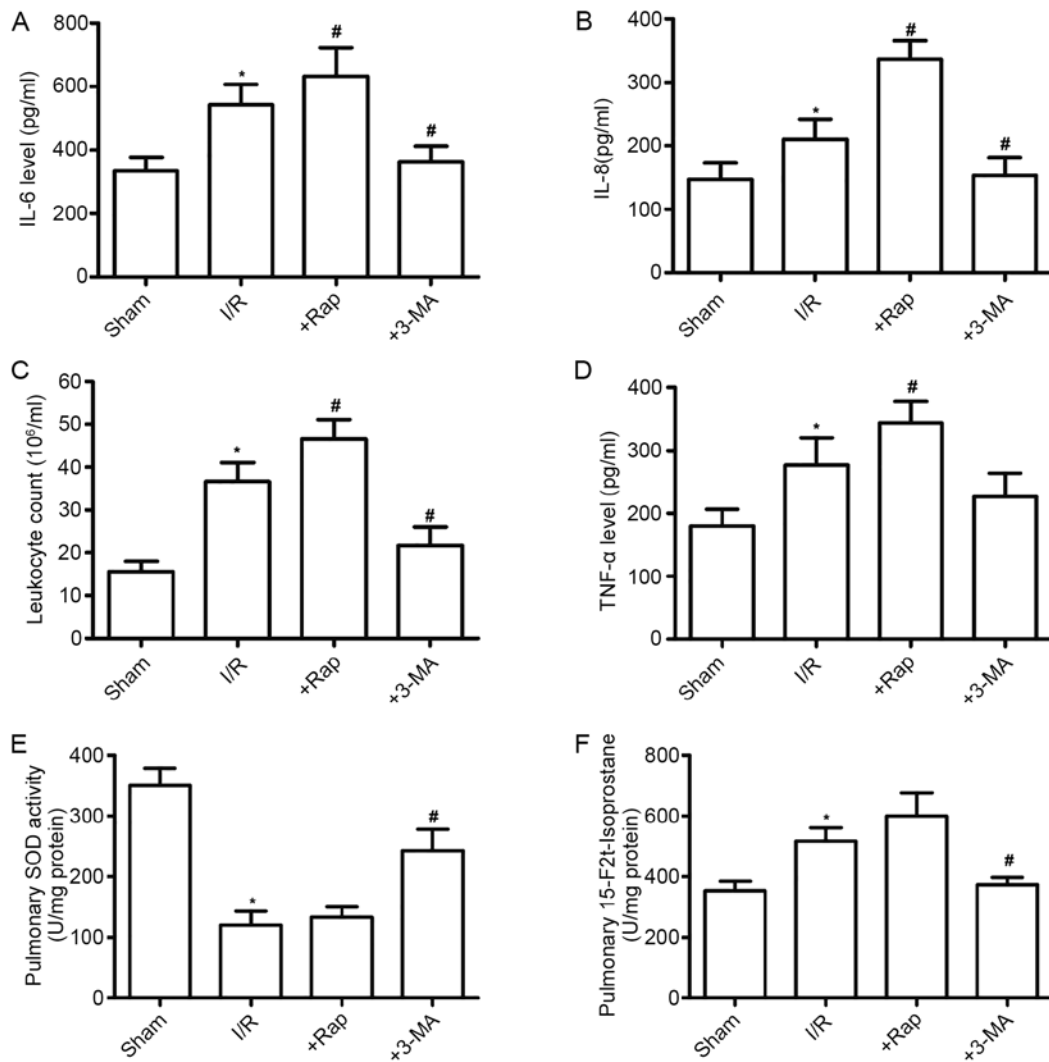 A
IL-6 level (pg/ml)
800
600
400
200
0
*
#
#
Sham
I/R
+Rap
+3-MA
B
IL-8(pg/ml)
400
300
200
100
0
*
#
#
Sham
I/R
+Rap
+3-MA
C
Leukocyte count (10⁶/ml)
60
50
40
30
20
10
0
*
#
#
Sham
I/R
+Rap
+3-MA
D
TNF-α level (pg/ml)
400
300
200
100
0
*
#
Sham
I/R
+Rap
+3-MA
E
Pulmonary SOD activity
(U/mg protein)
400
300
200
100
0
*
#
Sham
I/R
+Rap
+3-MA
F
Pulmonary 15-F2t-Isoprostane
(U/mg protein)
800
600
400
200
0
*
#
Sham
I/R
+Rap
+3-MA